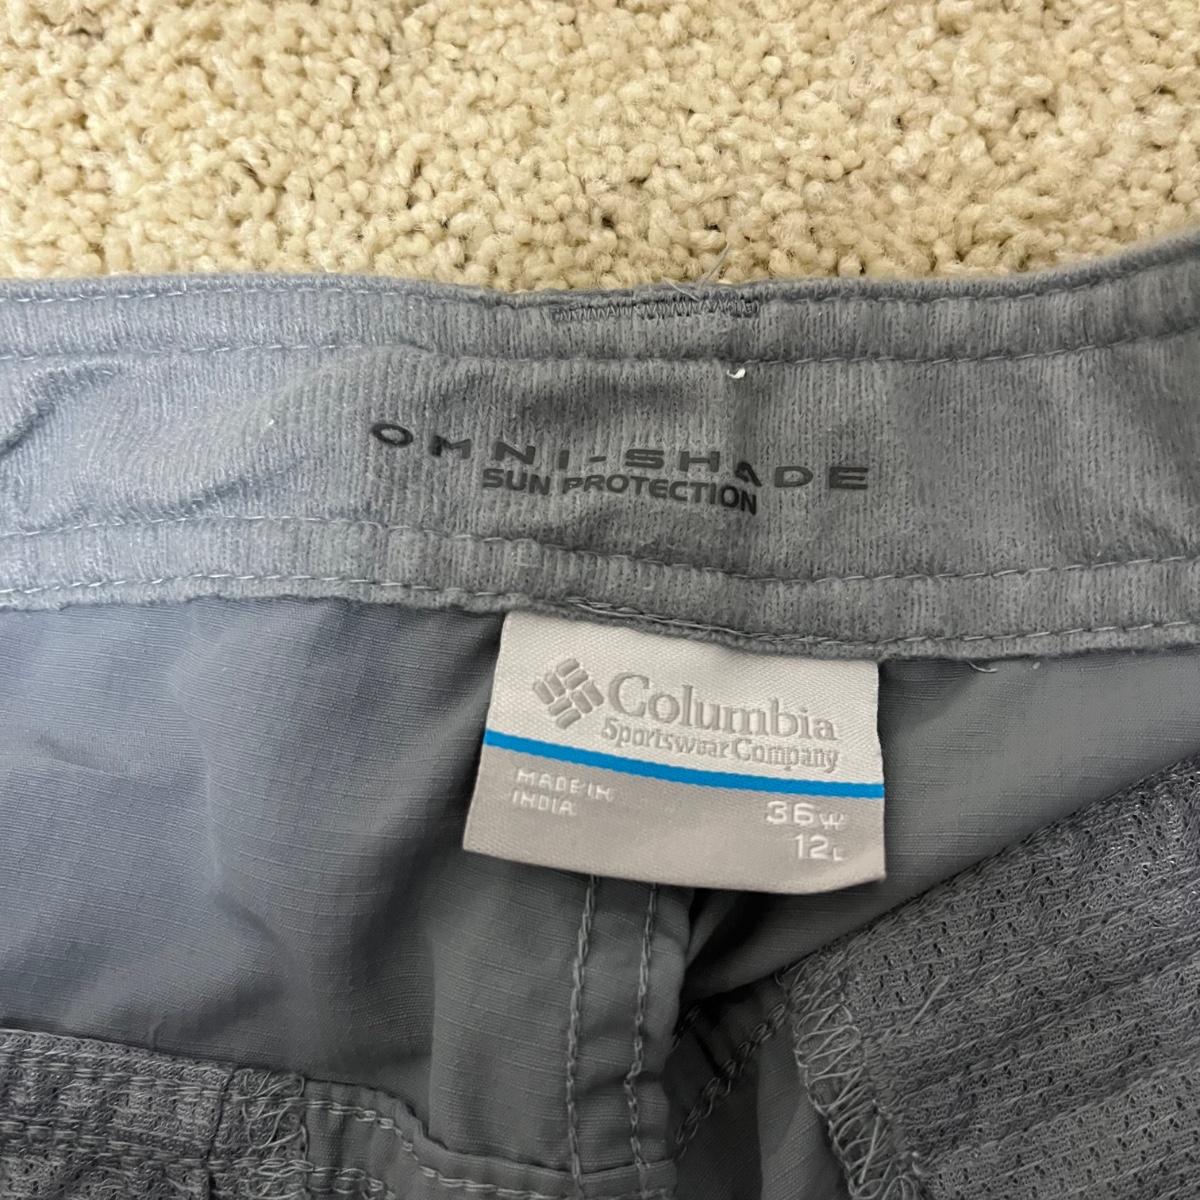 OMNI-SHADE
SUN PROTECTION
Columbia
Sportswear Company
MADE IN
INDIA
36W
12L